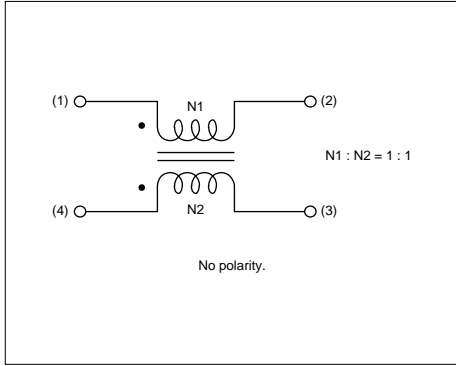 (1) N1 (2)
N1 : N2 = 1 : 1
(4) N2 (3)
No polarity.